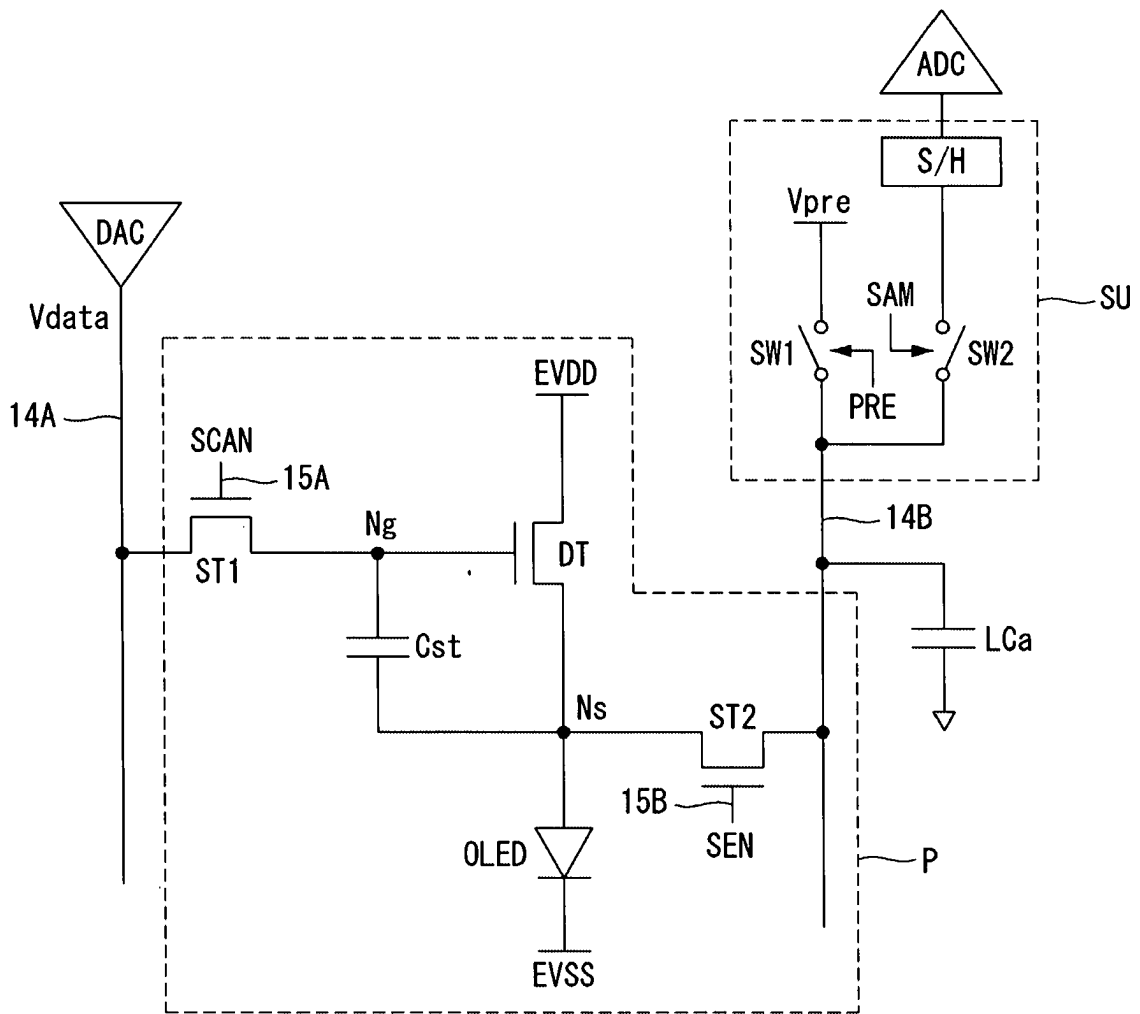 ADC
S/H
Vpre
DAC
SAM
SU
Vdata
SW1
SW2
EVDD
PRE
14A
SCAN
15A
14B
Ng
DT
ST1
LCa
Cst
Ns
ST2
15B
OLED
SEN
P
EVSS